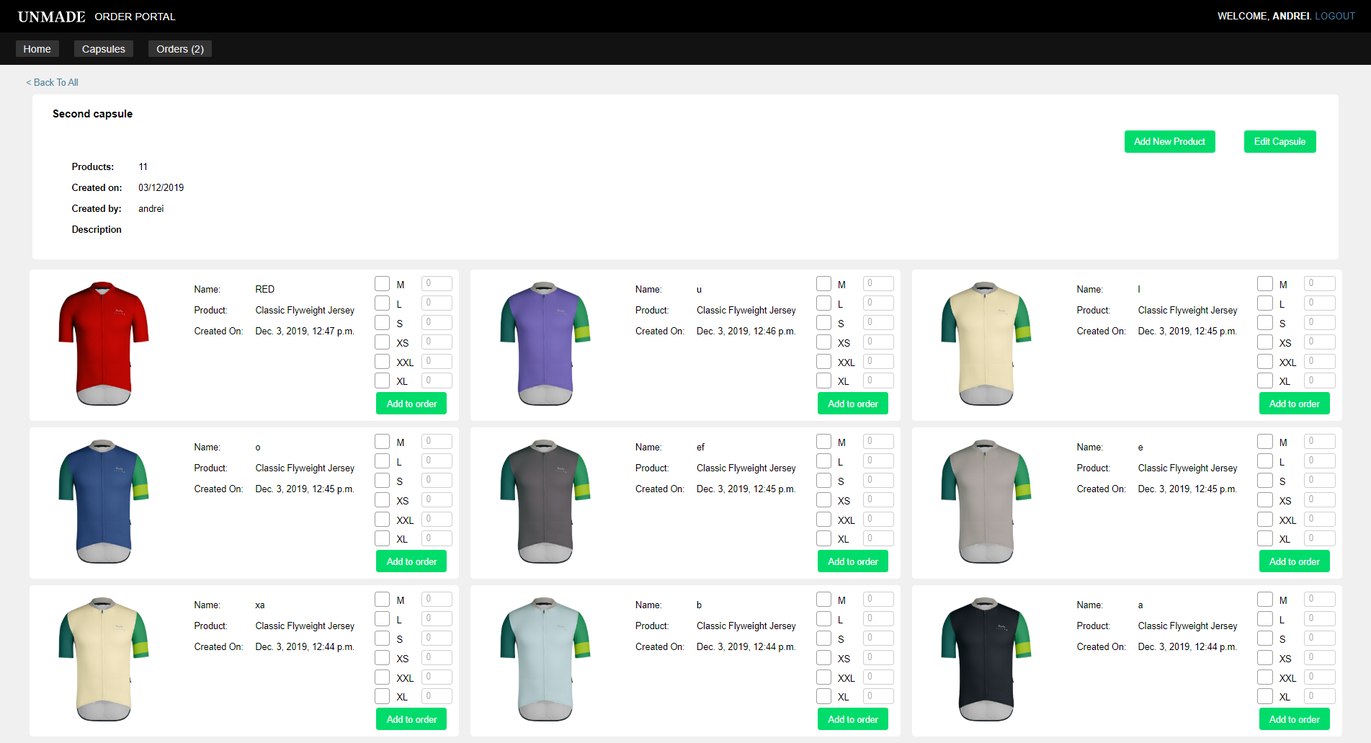 UNMADE ORDER PORTAL
WELCOME, ANDREI. LOGOUT
Home
Capsules
Orders (2)
< Back To All
Second capsule
Add New Product
Edit Capsule
Products: 11
Created on: 03/12/2019
Created by: andrei
Description
Name: RED
Product: Classic Flyweight Jersey
Created On: Dec. 3, 2019, 12:47 p.m.
M 0
L 0
S 0
XS 0
XXL 0
XL 0
Add to order
Name: u
Product: Classic Flyweight Jersey
Created On: Dec. 3, 2019, 12:46 p.m.
M 0
L 0
S 0
XS 0
XXL 0
XL 0
Add to order
Name: l
Product: Classic Flyweight Jersey
Created On: Dec. 3, 2019, 12:45 p.m.
M 0
L 0
S 0
XS 0
XXL 0
XL 0
Add to order
Name: o
Product: Classic Flyweight Jersey
Created On: Dec. 3, 2019, 12:45 p.m.
M 0
L 0
S 0
XS 0
XXL 0
XL 0
Add to order
Name: ef
Product: Classic Flyweight Jersey
Created On: Dec. 3, 2019, 12:45 p.m.
M 0
L 0
S 0
XS 0
XXL 0
XL 0
Add to order
Name: e
Product: Classic Flyweight Jersey
Created On: Dec. 3, 2019, 12:45 p.m.
M 0
L 0
S 0
XS 0
XXL 0
XL 0
Add to order
Name: xa
Product: Classic Flyweight Jersey
Created On: Dec. 3, 2019, 12:44 p.m.
M 0
L 0
S 0
XS 0
XXL 0
XL 0
Add to order
Name: b
Product: Classic Flyweight Jersey
Created On: Dec. 3, 2019, 12:44 p.m.
M 0
L 0
S 0
XS 0
XXL 0
XL 0
Add to order
Name: a
Product: Classic Flyweight Jersey
Created On: Dec. 3, 2019, 12:44 p.m.
M 0
L 0
S 0
XS 0
XXL 0
XL 0
Add to order